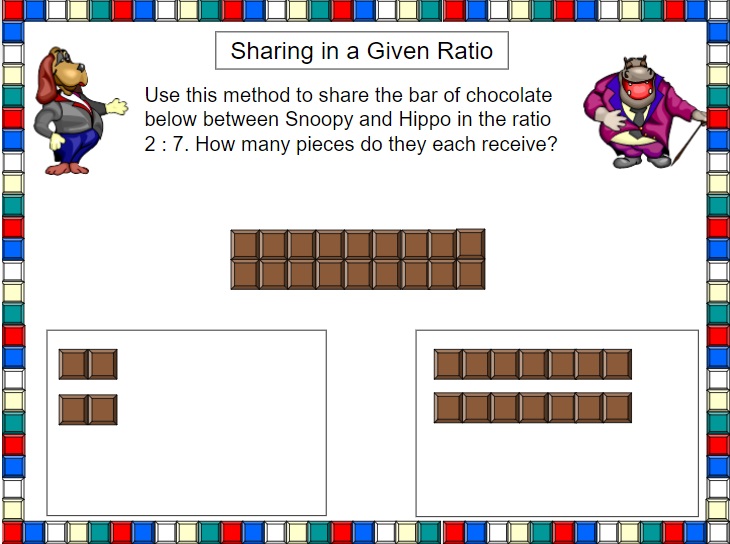 Sharing in a Given Ratio
Use this method to share the bar of chocolate
below between Snoopy and Hippo in the ratio
2 : 7. How many pieces do they each receive?